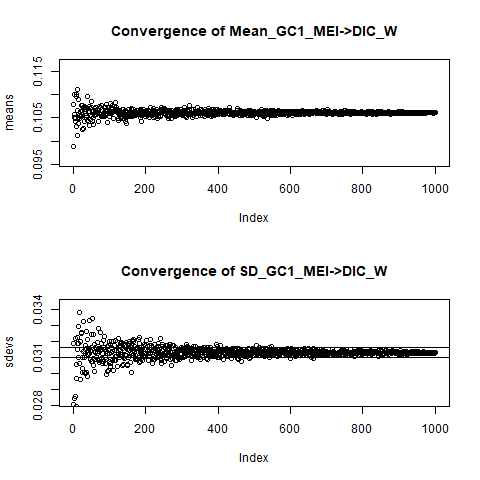 Convergence of Mean_GC1_MEI->DIC_W
means
0.115
0.105
0.095
0 200 400 600 800 1000
Index
Convergence of SD_GC1_MEI->DIC_W
sdevs
0.034
0.031
0.028
0 200 400 600 800 1000
Index